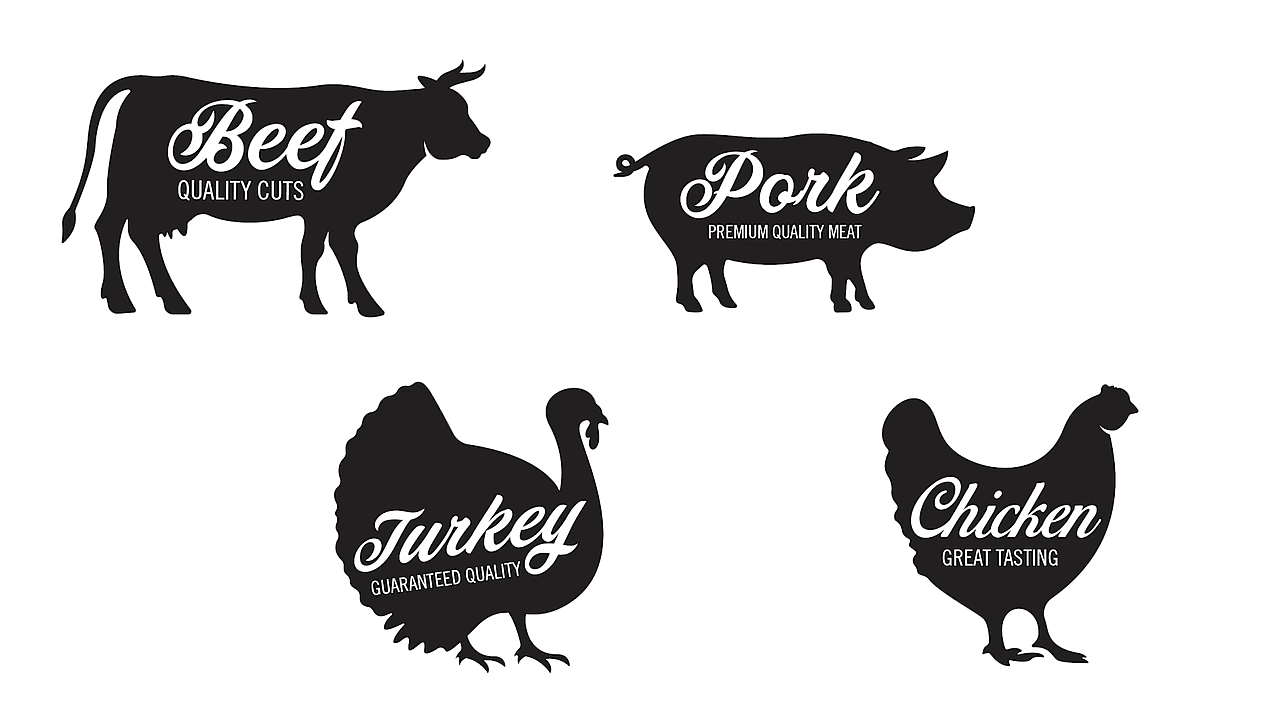 Beef
QUALITY CUTS
Pork
PREMIUM QUALITY MEAT
Turkey
GUARANTEED QUALITY
Chicken
GREAT TASTING